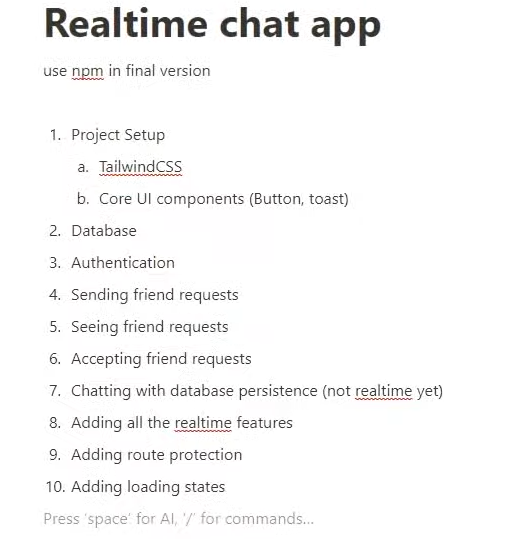 Realtime chat app
use npm in final version
1. Project Setup
a. TailwindCSS
b. Core UI components (Button, toast)
2. Database
3. Authentication
4. Sending friend requests
5. Seeing friend requests
6. Accepting friend requests
7. Chatting with database persistence (not realtime yet)
8. Adding all the realtime features
9. Adding route protection
10. Adding loading states
Press 'space' for AI, '/' for commands...